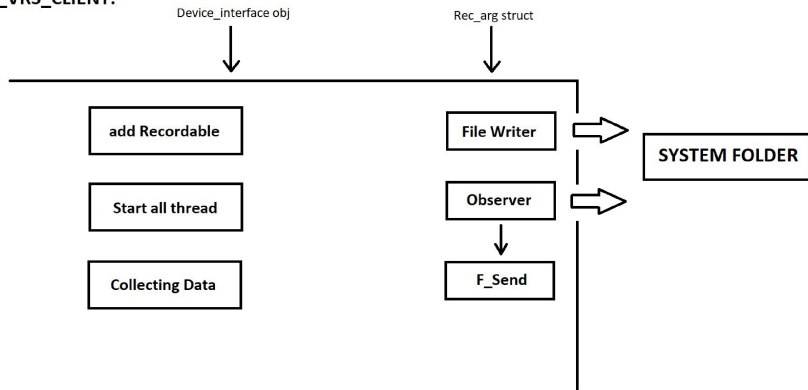 _VRS_CLIENT:
Device_interface obj
Rec_arg struct
add Recordable
File Writer
SYSTEM FOLDER
Start all thread
Observer
Collecting Data
F_Send